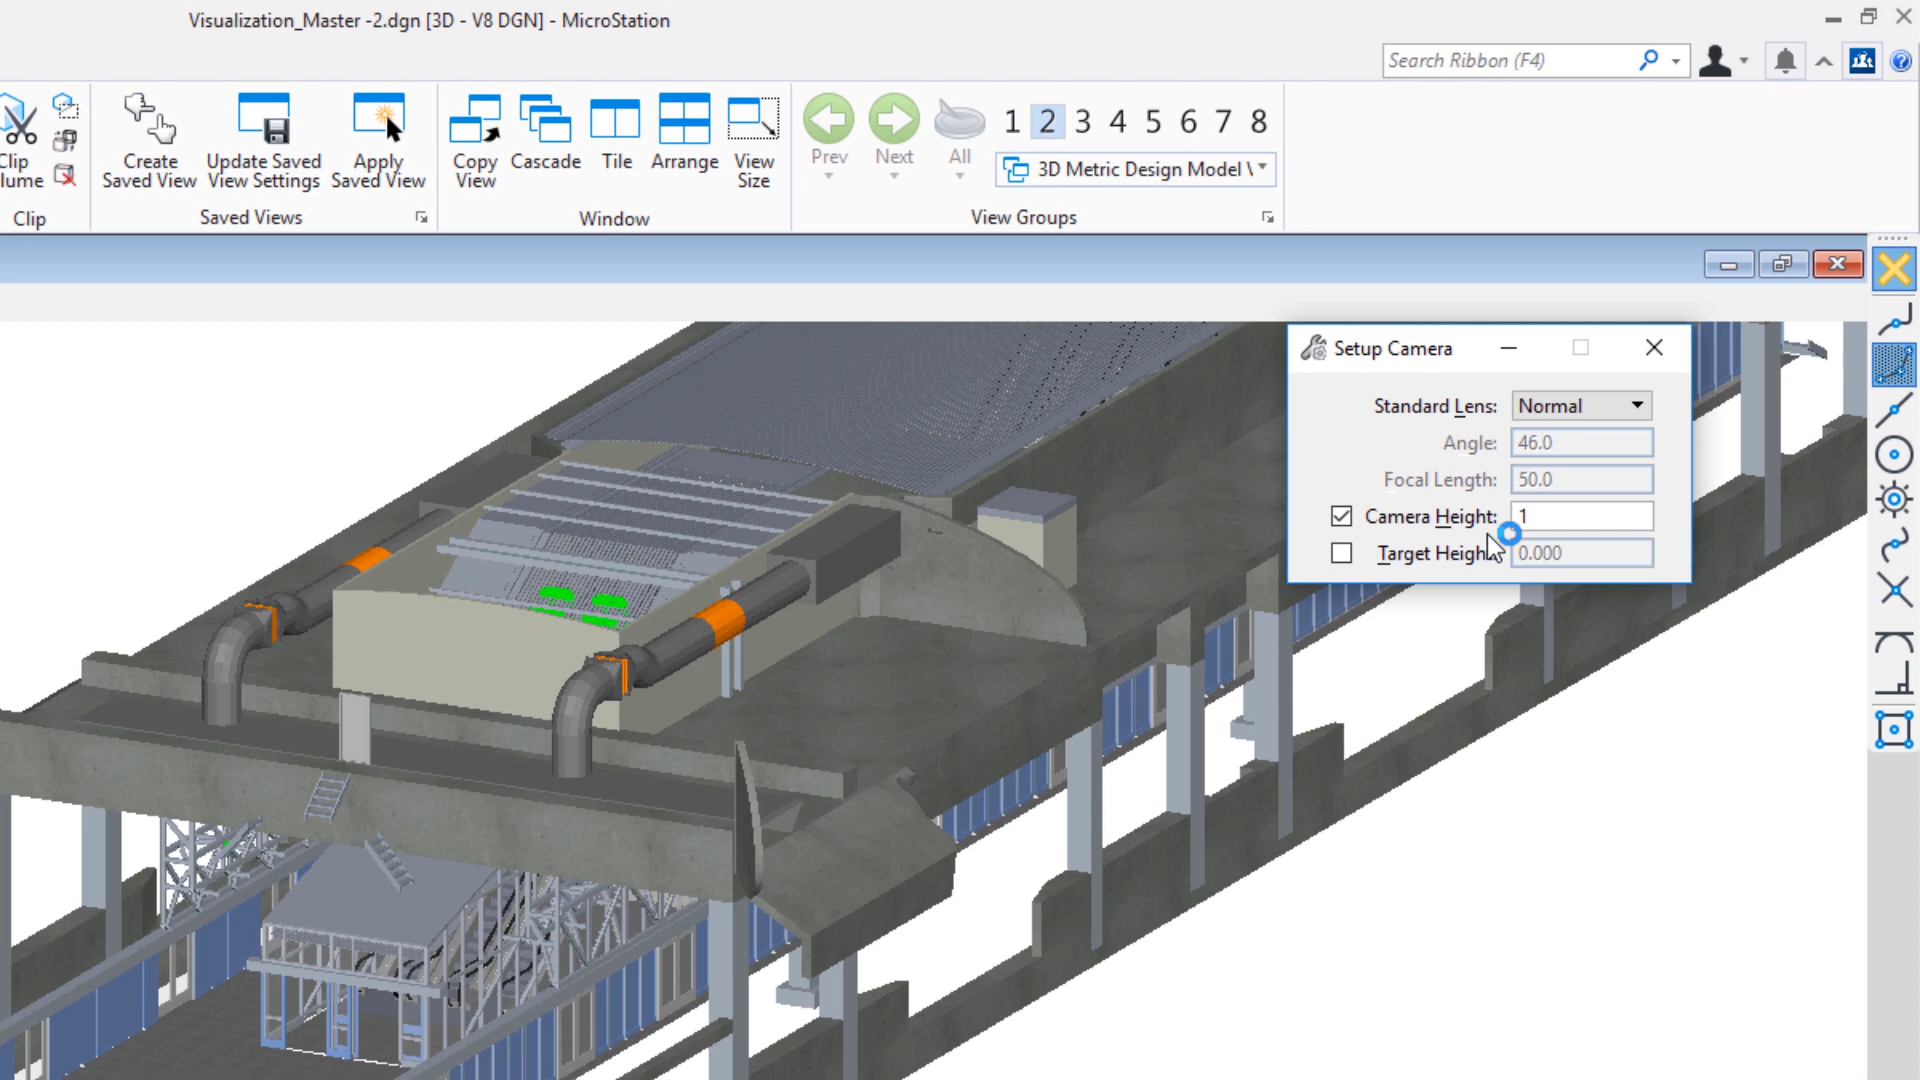 Visualization_Master -2.dgn [3D - V8 DGN] - MicroStation
Search Ribbon (F4)
Clip
lume
Create
Saved View
Update Saved
View Settings
Apply
Saved View
Copy
View
Cascade
Tile
Arrange
View
Size
Prev
Next
All
1 2 3 4 5 6 7 8
3D Metric Design Model \
Clip
Saved Views
Window
View Groups
Setup Camera
Standard Lens: Normal
Angle: 46.0
Focal Length: 50.0
Camera Height: 1
Target Heigh 0.000